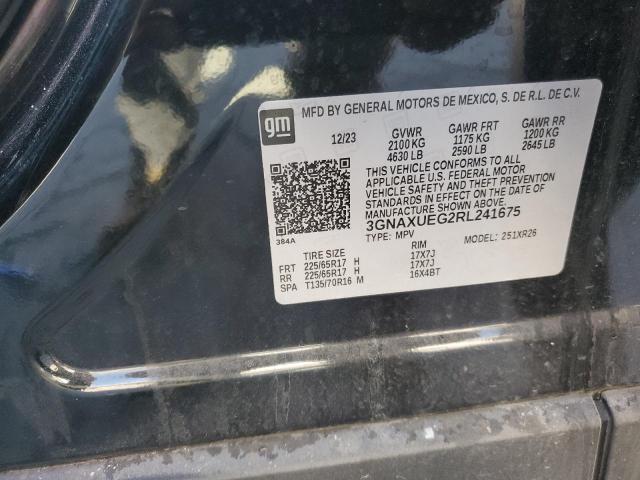 gm
MFD BY GENERAL MOTORS DE MEXICO, S. DE R.L. DE C.V.
12/23 GVWR GAWR FRT GAWR RR
2100 KG 1175 KG 1200 KG
4630 LB 2590 LB 2645 LB
THIS VEHICLE CONFORMS TO ALL
APPLICABLE U.S. FEDERAL MOTOR
VEHICLE SAFETY AND THEFT PREVENTION
STANDARDS IN EFFECT ON THE DATE OF
MANUFACTURE SHOWN ABOVE.
3GNAXUEG2RL241675
TYPE: MPV MODEL: 251XR26
384A
TIRE SIZE RIM
FRT 225/65R17 H 17X7J
RR 225/65R17 H 17X7J
SPA T135/70R16 M 16X4BT